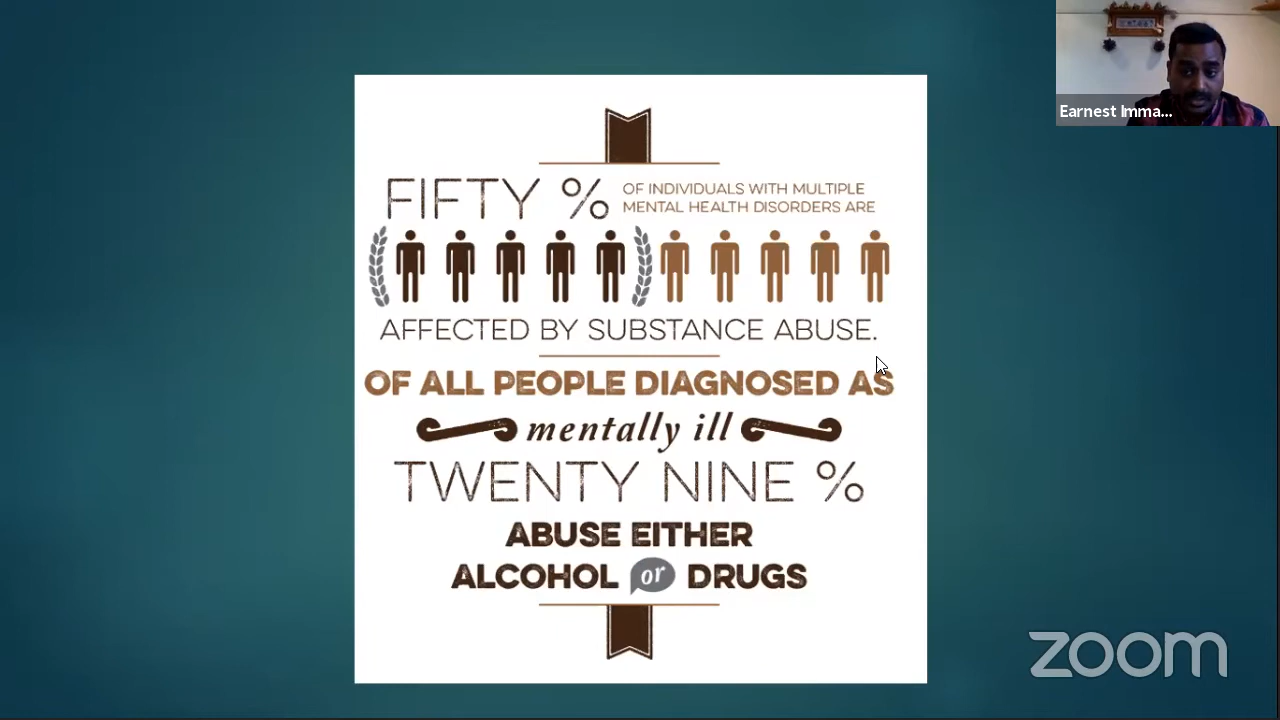 Earnest Imma...
FIFTY %
OF INDIVIDUALS WITH MULTIPLE
MENTAL HEALTH DISORDERS ARE
AFFECTED BY SUBSTANCE ABUSE.
OF ALL PEOPLE DIAGNOSED AS
mentally ill
TWENTY NINE %
ABUSE EITHER
ALCOHOL or DRUGS
zoom